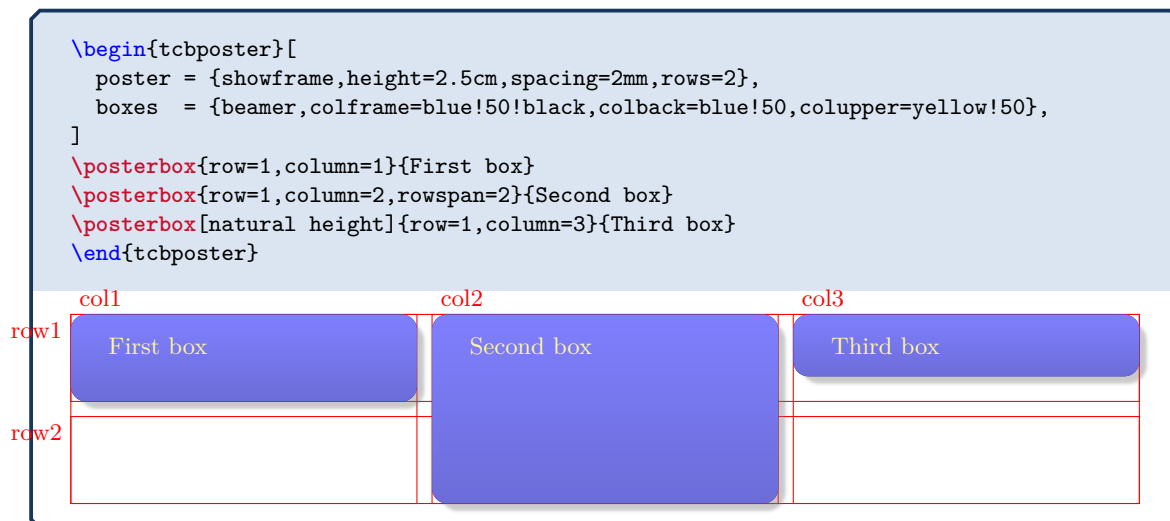 \begin{tcbposter}[
  poster = {showframe,height=2.5cm,spacing=2mm,rows=2},
  boxes  = {beamer,colframe=blue!50!black,colback=blue!50,colupper=yellow!50},
]
\posterbox{row=1,column=1}{First box}
\posterbox{row=1,column=2,rowspan=2}{Second box}
\posterbox[natural height]{row=1,column=3}{Third box}
\end{tcbposter}
col1 col2 col3
row1
First box Second box Third box
row2